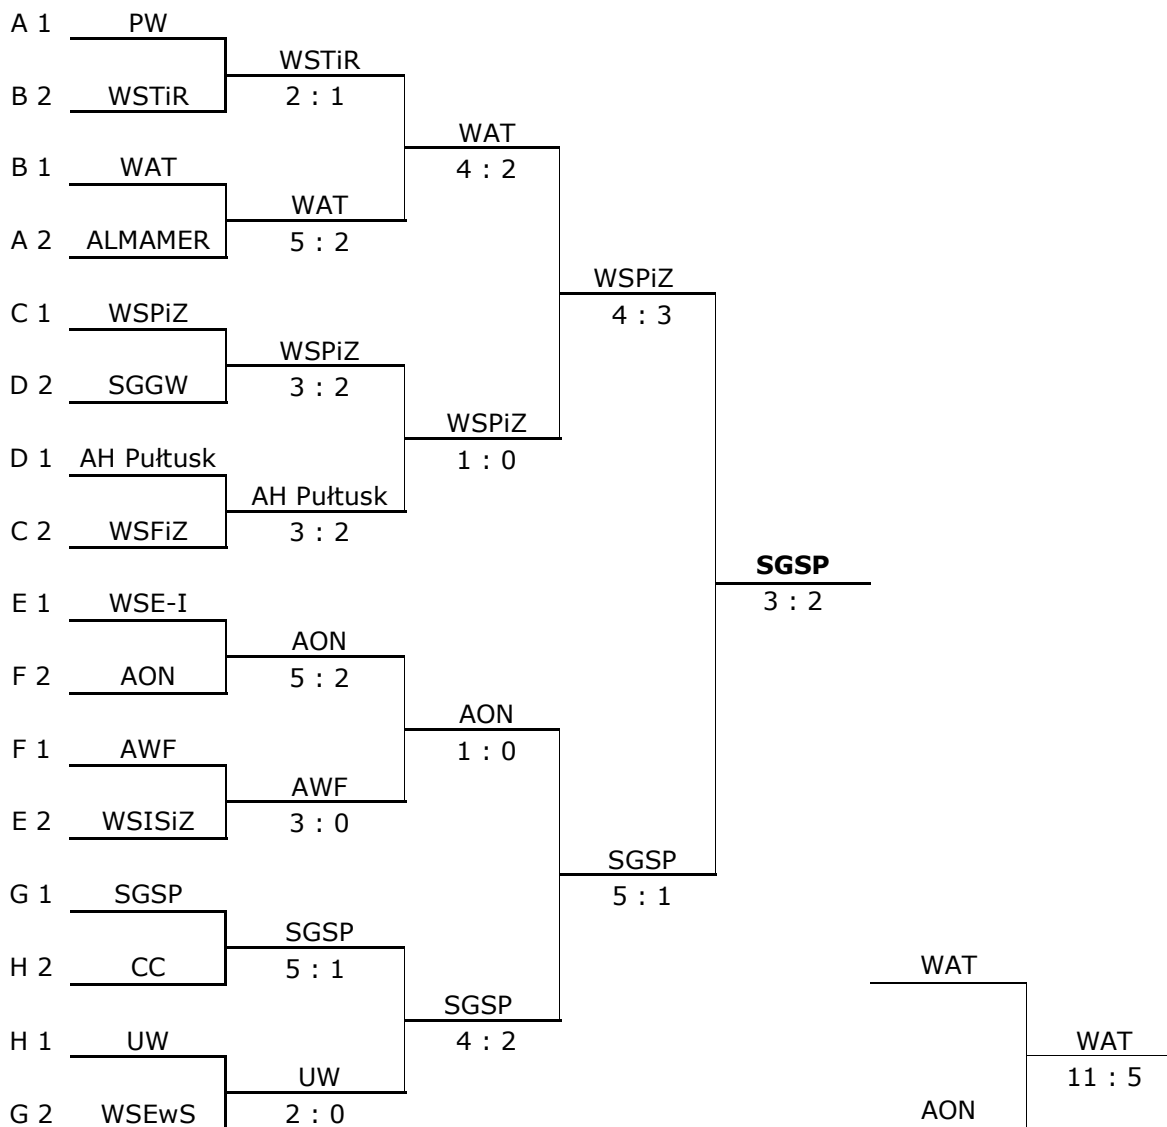 A 1 PW
WSTiR
B 2 WSTiR 2 : 1
WAT
B 1 WAT 4 : 2
WAT
A 2 ALMAMER 5 : 2
WSPiZ
C 1 WSPiZ 4 : 3
WSPiZ
D 2 SGGW 3 : 2
WSPiZ
D 1 AH Pułtusk 1 : 0
AH Pułtusk
C 2 WSFiZ 3 : 2
SGSP
E 1 WSE-I 3 : 2
AON
F 2 AON 5 : 2
AON
F 1 AWF 1 : 0
AWF
E 2 WSISiZ 3 : 0
SGSP
G 1 SGSP 5 : 1
SGSP
H 2 CC 5 : 1 WAT
SGSP
H 1 UW 4 : 2 WAT
UW 11 : 5
G 2 WSEwS 2 : 0 AON